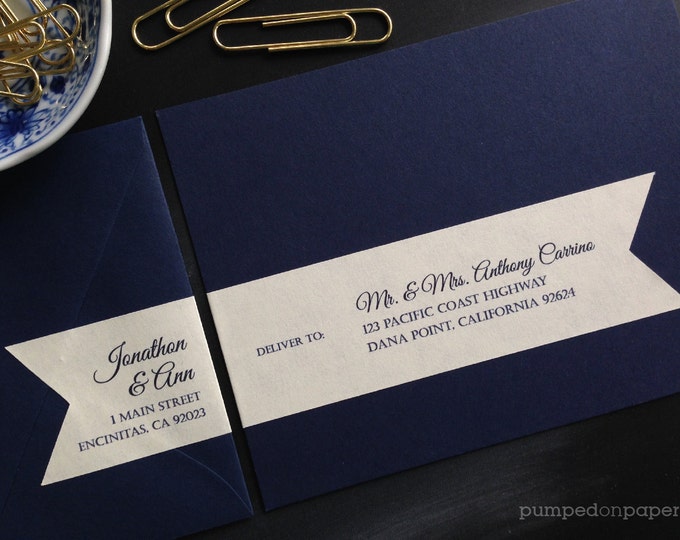 Jonathon
& Ann
1 MAIN STREET
ENCINITAS, CA 92023
DELIVER TO:
Mr. & Mrs. Anthony Carrino
123 PACIFIC COAST HIGHWAY
DANA POINT, CALIFORNIA 92624
pumpedonpaper